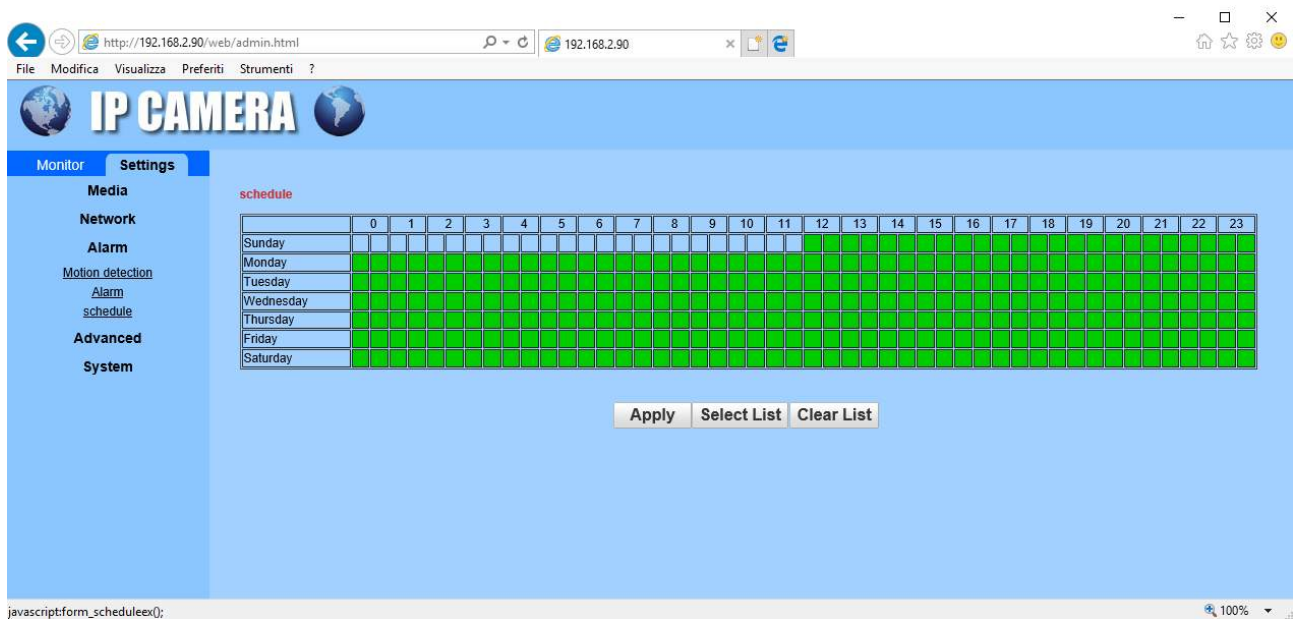 http://192.168.2.90/web/admin.html 192.168.2.90
File Modifica Visualizza Preferiti Strumenti ?
IP CAMERA
Monitor Settings
Media
Network
Alarm
Motion detection
Alarm
schedule
Advanced
System
schedule
0 1 2 3 4 5 6 7 8 9 10 11 12 13 14 15 16 17 18 19 20 21 22 23
Sunday
Monday
Tuesday
Wednesday
Thursday
Friday
Saturday
Apply Select List Clear List
javascript:form_scheduleex(); 100%